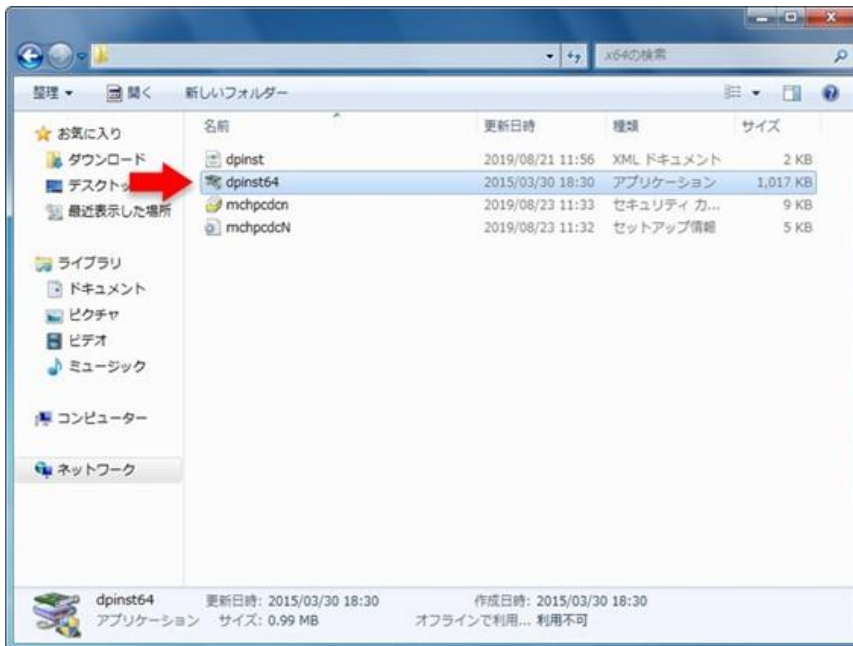 x64の検索
整理 ▼ 開く 新しいフォルダー
お気に入り
ダウンロード
デスクトッ
最近表示した場所
ライブラリ
ドキュメント
ピクチャ
ビデオ
ミュージック
コンピューター
ネットワーク
名前 更新日時 種類 サイズ
dpinst 2019/08/21 11:56 XML ドキュメント 2 KB
dpinst64 2015/03/30 18:30 アプリケーション 1,017 KB
mchpcdcn 2019/08/23 11:33 セキュリティ カ... 9 KB
mchpcdcN 2019/08/23 11:32 セットアップ情報 5 KB
dpinst64 更新日時: 2015/03/30 18:30 作成日時: 2015/03/30 18:30
アプリケーション サイズ: 0.99 MB オフラインで利用... 利用不可